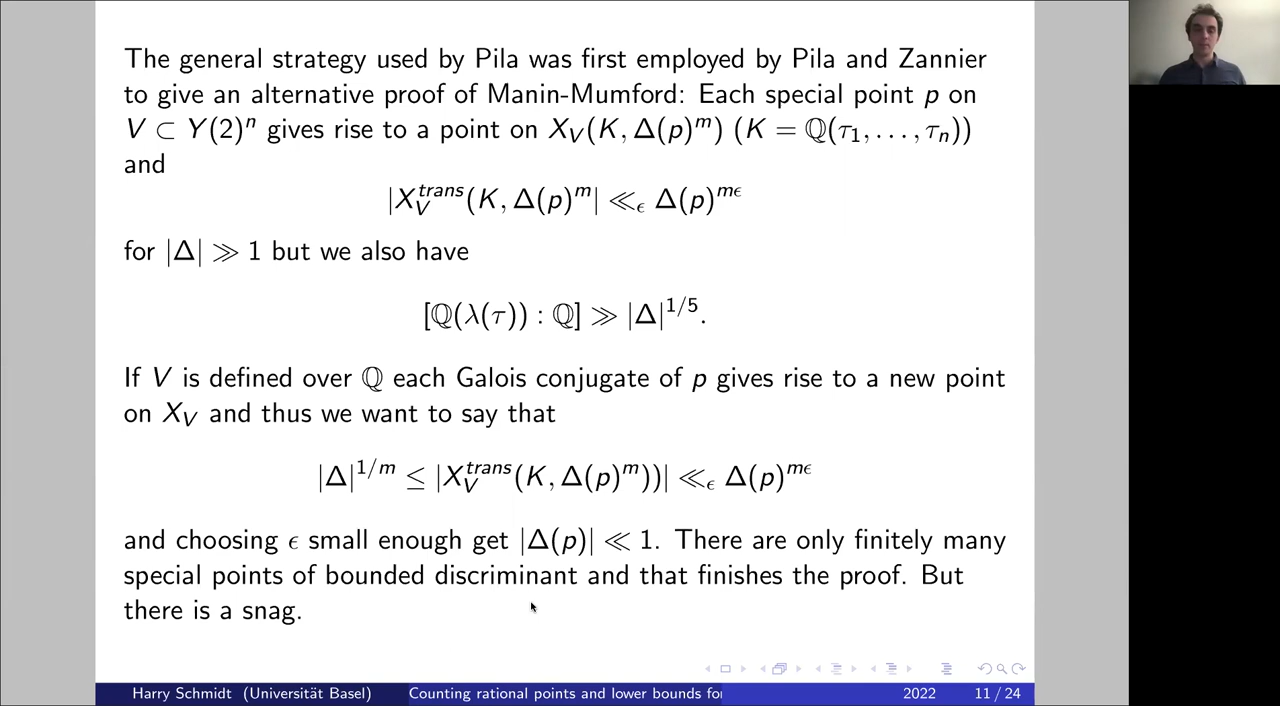 The general strategy used by Pila was first employed by Pila and Zannier
to give an alternative proof of Manin-Mumford: Each special point p on
V ⊂ Y(2)^n gives rise to a point on X_V(K, Δ(p)^m) (K = ℚ(τ_1, . . . , τ_n))
and
|X_V^{trans}(K, Δ(p)^m| ≪_ϵ Δ(p)^{mϵ}
for |Δ| ≫ 1 but we also have
[ℚ(λ(τ)) : ℚ] ≫ |Δ|^{1/5}.
If V is defined over ℚ each Galois conjugate of p gives rise to a new point
on X_V and thus we want to say that
|Δ|^{1/m} ≤ |X_V^{trans}(K, Δ(p)^m))| ≪_ϵ Δ(p)^{mϵ}
and choosing ϵ small enough get |Δ(p)| ≪ 1. There are only finitely many
special points of bounded discriminant and that finishes the proof. But
there is a snag.
Harry Schmidt (Universität Basel) Counting rational points and lower bounds fo 2022 11 / 24